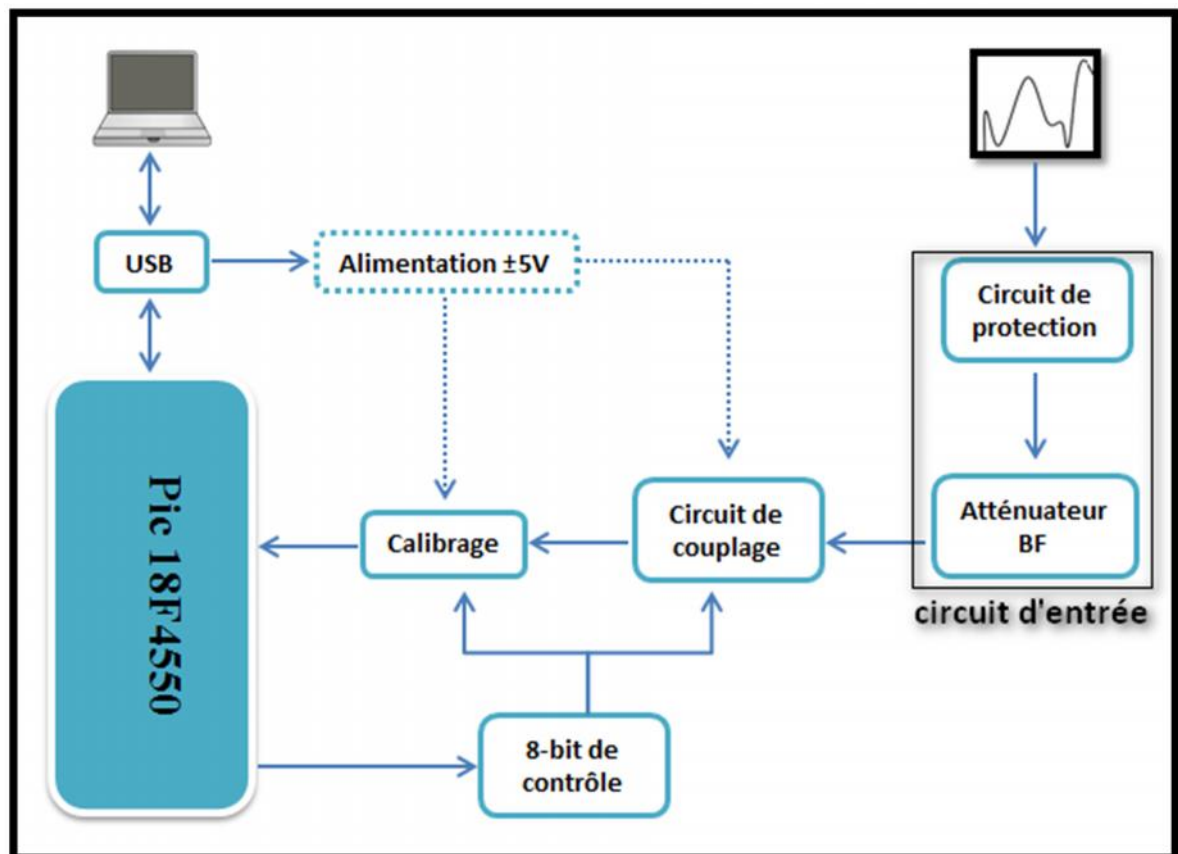 USB
Alimentation ±5V
Circuit de
protection
Pic 18F4550
Calibrage
Circuit de
couplage
Atténuateur
BF
circuit d'entrée
8-bit de
contrôle